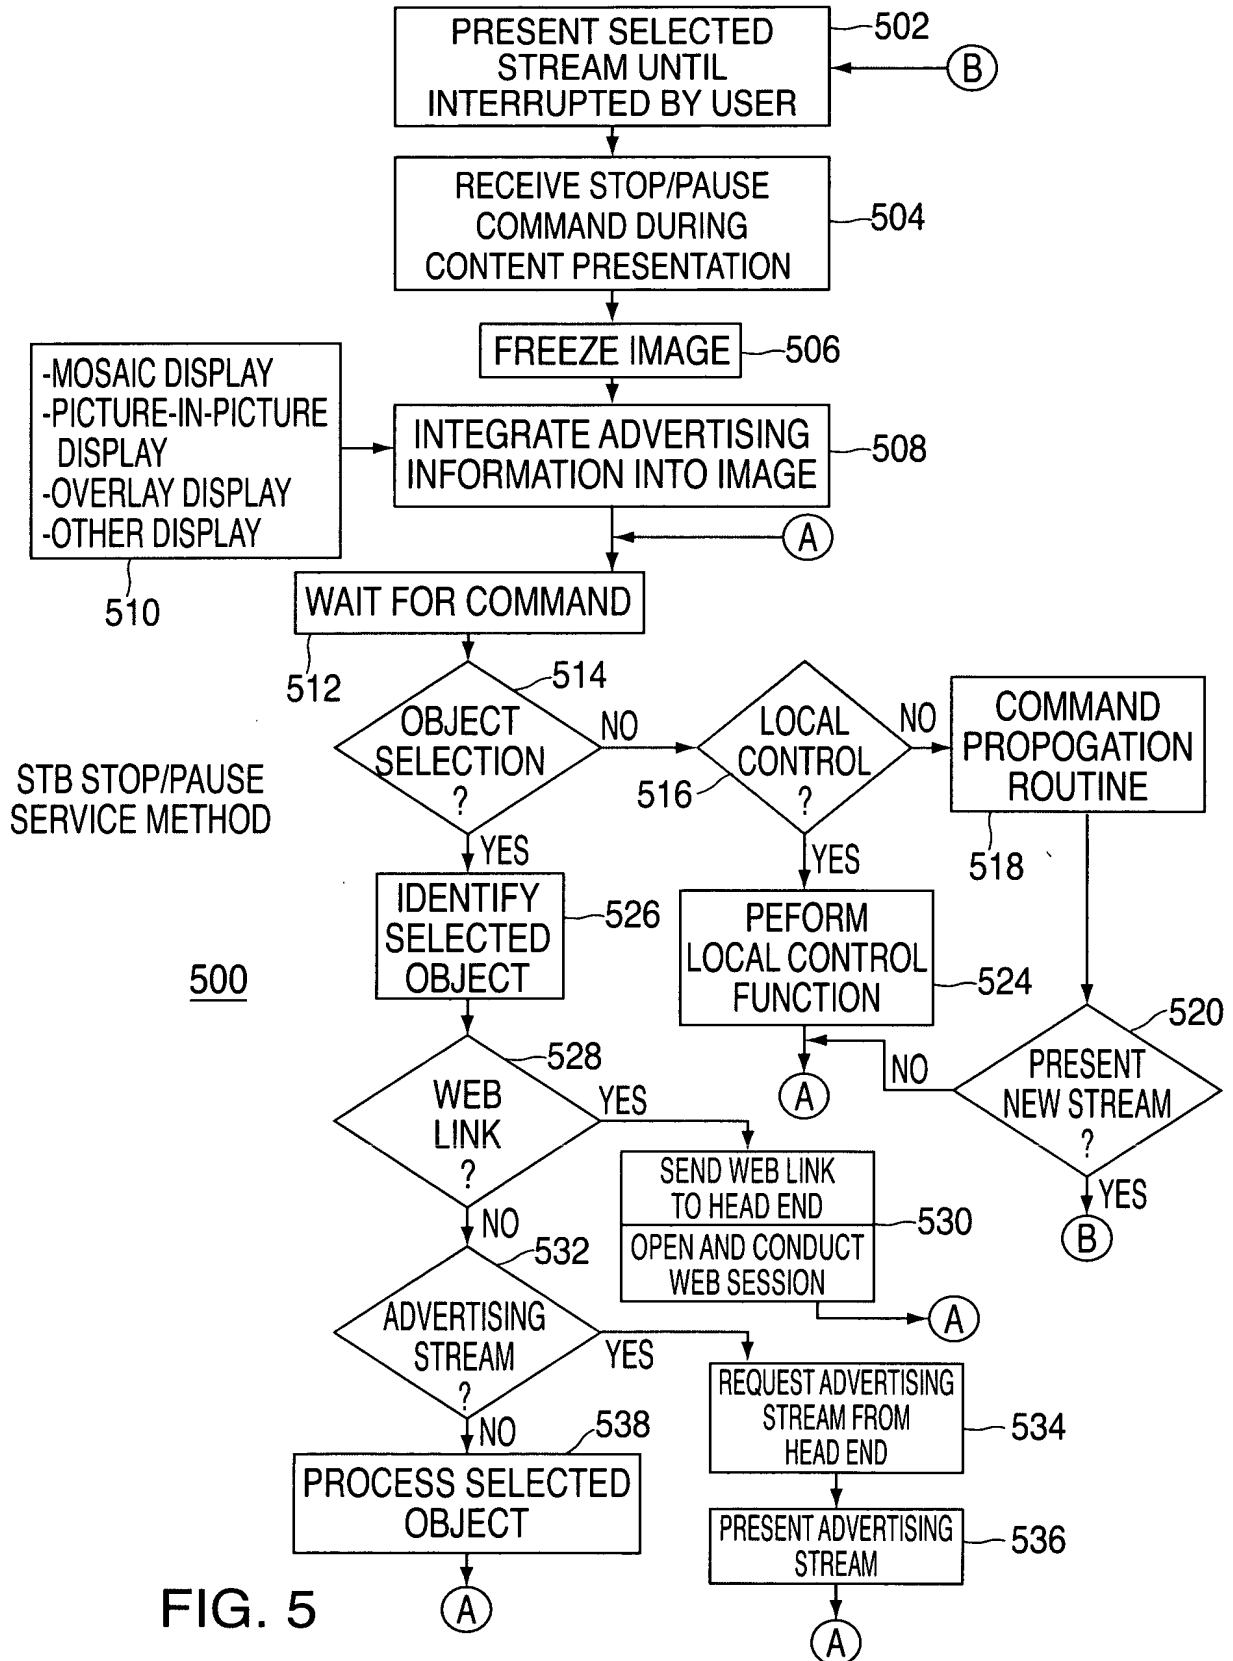 PRESENT SELECTED
STREAM UNTIL
INTERRUPTED BY USER
502
B
RECEIVE STOP/PAUSE
COMMAND DURING
CONTENT PRESENTATION
504
FREEZE IMAGE
506
-MOSAIC DISPLAY
-PICTURE-IN-PICTURE
DISPLAY
-OVERLAY DISPLAY
-OTHER DISPLAY
510
INTEGRATE ADVERTISING
INFORMATION INTO IMAGE
508
A
WAIT FOR COMMAND
512
OBJECT
SELECTION
?
514
NO
YES
LOCAL
CONTROL
?
516
NO
YES
COMMAND
PROPOGATION
ROUTINE
518
STB STOP/PAUSE
SERVICE METHOD
500
IDENTIFY
SELECTED
OBJECT
526
PEFORM
LOCAL CONTROL
FUNCTION
524
A
PRESENT
NEW STREAM
?
520
NO
YES
B
WEB
LINK
?
528
YES
NO
SEND WEB LINK
TO HEAD END
OPEN AND CONDUCT
WEB SESSION
530
A
ADVERTISING
STREAM
?
532
YES
NO
REQUEST ADVERTISING
STREAM FROM
HEAD END
534
PRESENT ADVERTISING
STREAM
536
A
PROCESS SELECTED
OBJECT
538
A
FIG. 5